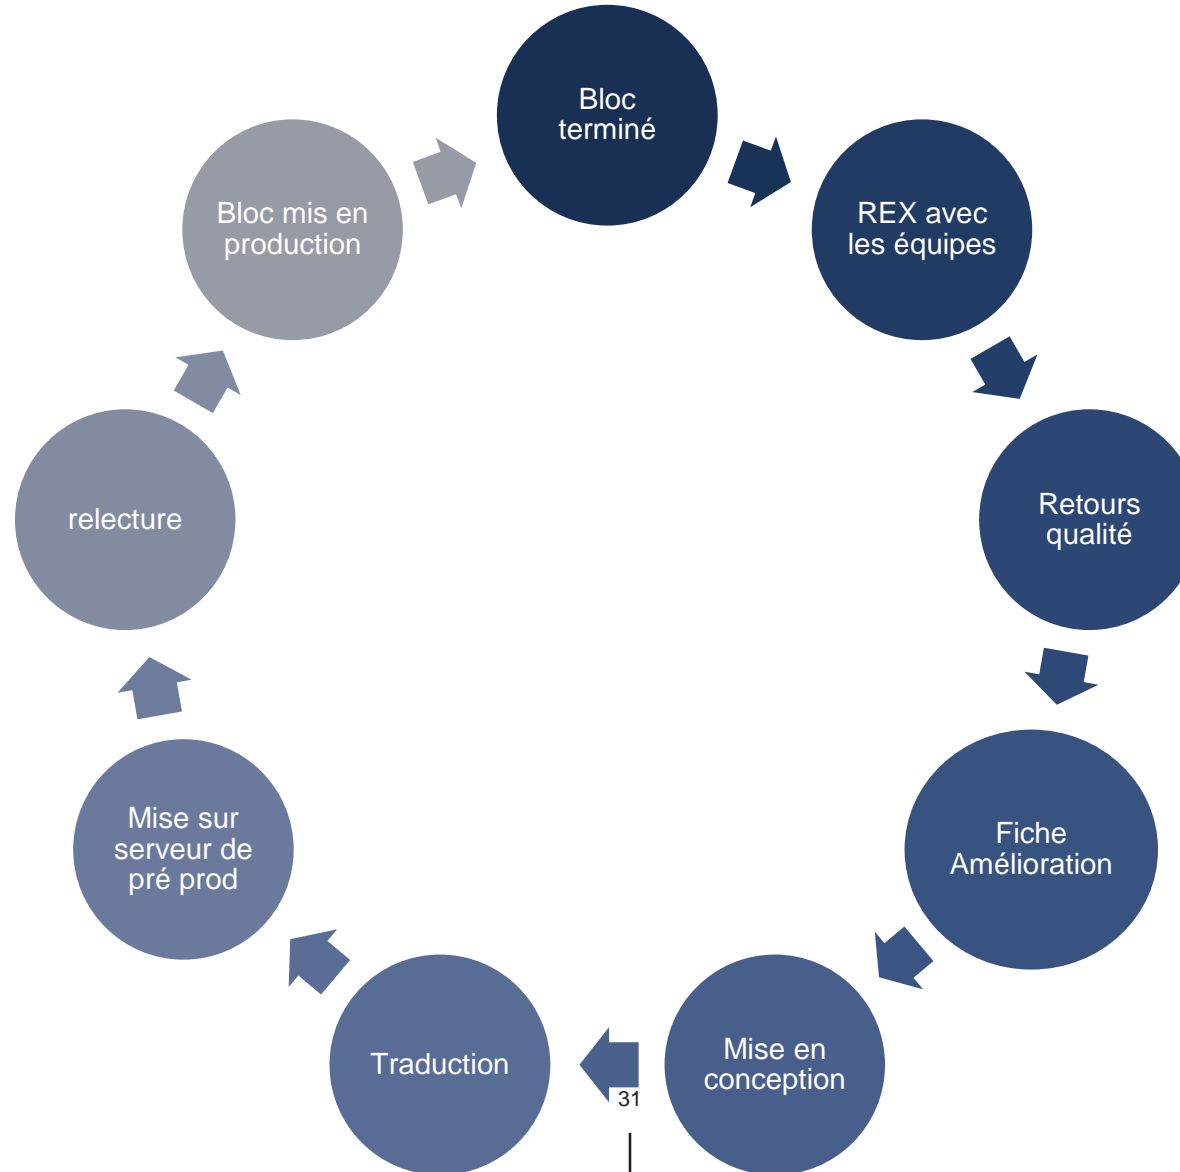 Bloc
terminé
REX avec
les équipes
Retours
qualité
Fiche
Amélioration
Mise en
conception
Traduction
Mise sur
serveur de
pré prod
relecture
Bloc mis en
production
31